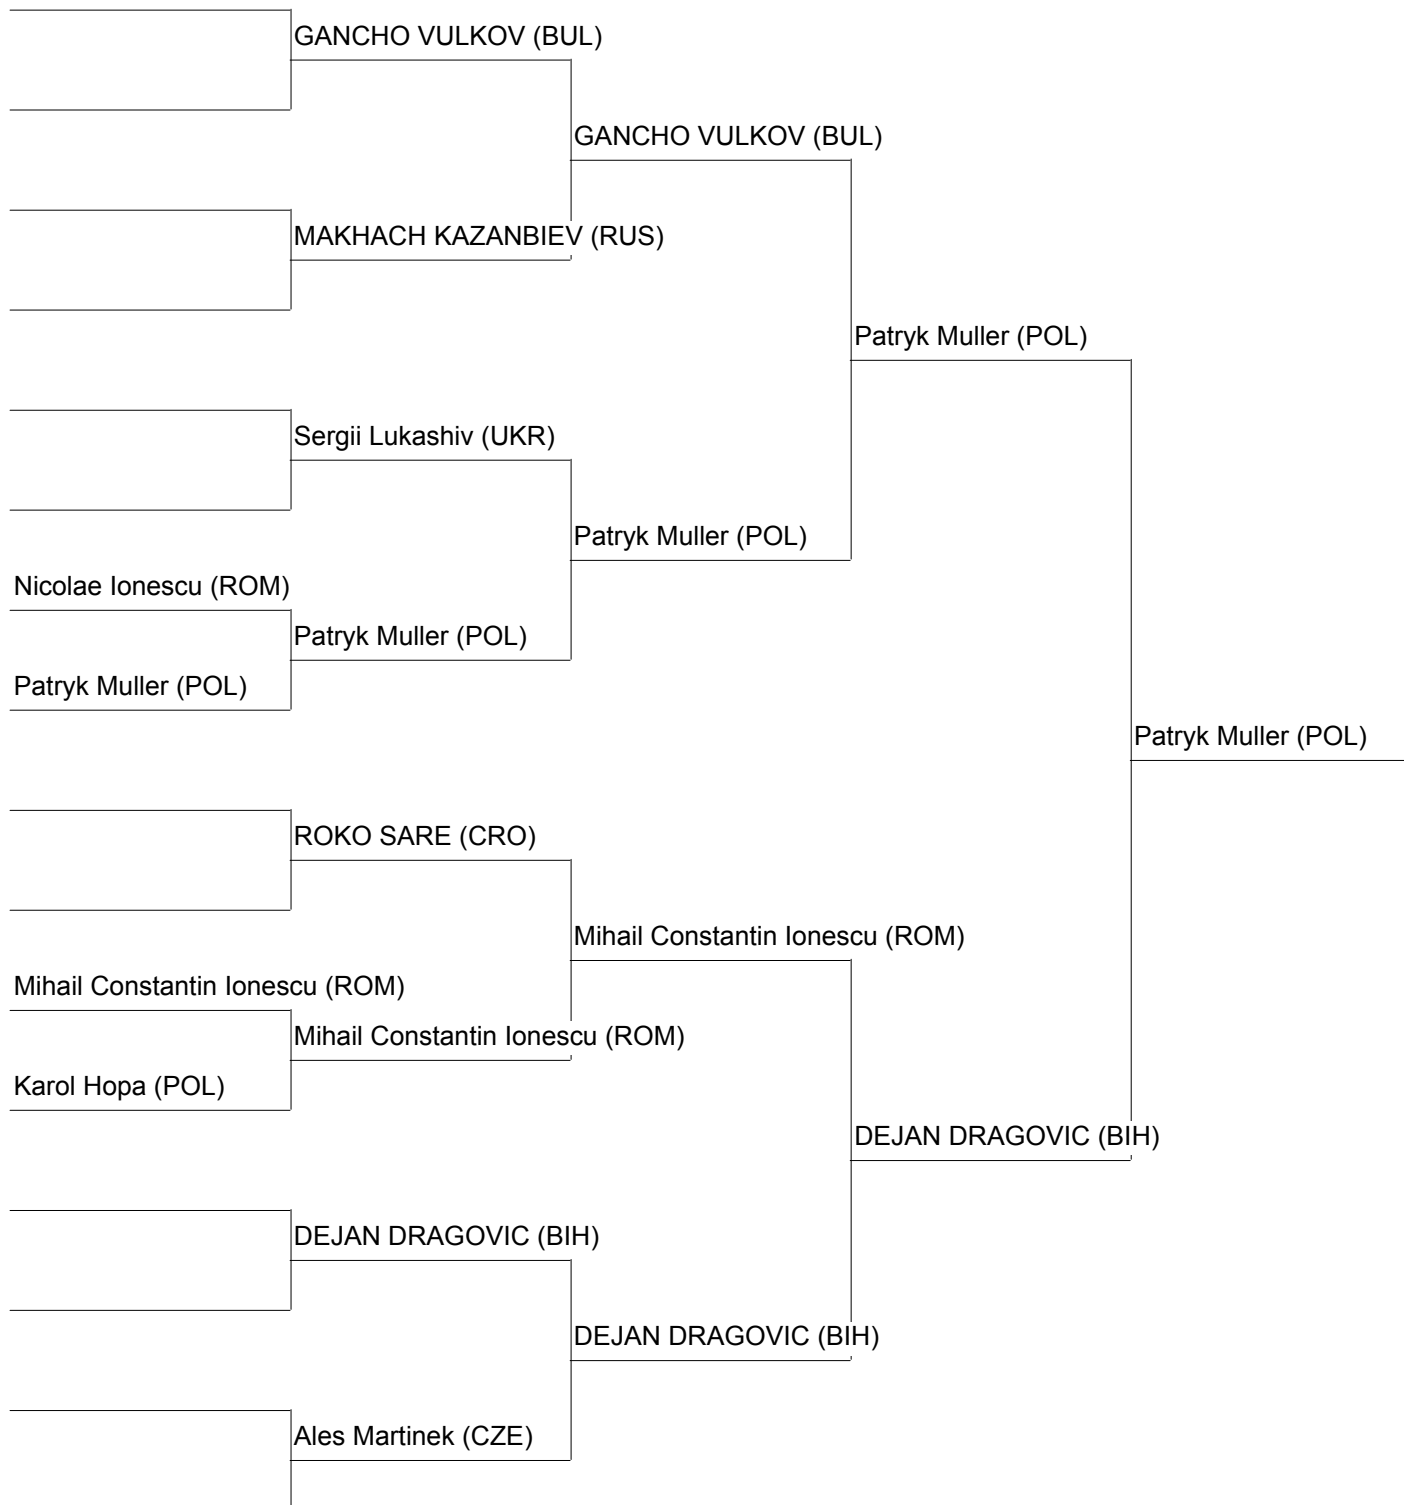 GANCHO VULKOV (BUL)
GANCHO VULKOV (BUL)
MAKHACH KAZANBIEV (RUS)
Patryk Muller (POL)
Sergii Lukashiv (UKR)
Patryk Muller (POL)
Nicolae Ionescu (ROM)
Patryk Muller (POL)
Patryk Muller (POL)
Patryk Muller (POL)
ROKO SARE (CRO)
Mihail Constantin Ionescu (ROM)
Mihail Constantin Ionescu (ROM)
Mihail Constantin Ionescu (ROM)
Karol Hopa (POL)
DEJAN DRAGOVIC (BIH)
DEJAN DRAGOVIC (BIH)
DEJAN DRAGOVIC (BIH)
Ales Martinek (CZE)